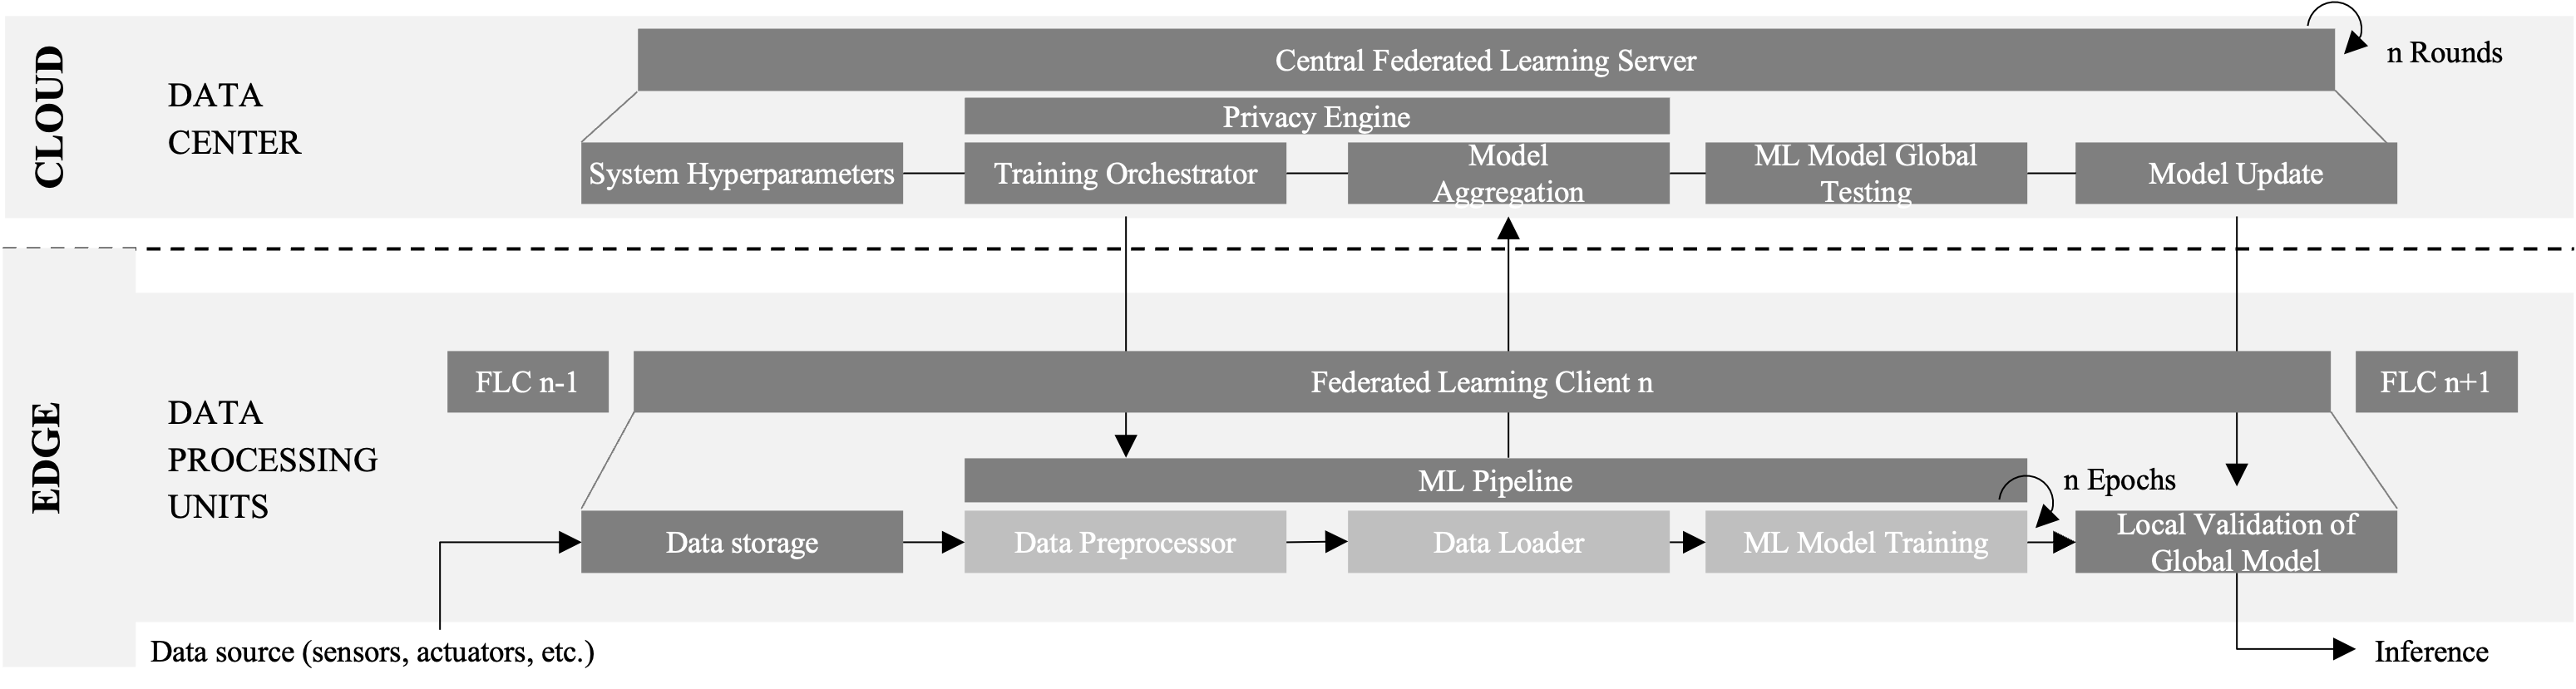 CLOUD
DATA
CENTER
Central Federated Learning Server
n Rounds
Privacy Engine
System Hyperparameters
Training Orchestrator
Model
Aggregation
ML Model Global
Testing
Model Update
EDGE
DATA
PROCESSING
UNITS
FLC n-1
Federated Learning Client n
FLC n+1
ML Pipeline
n Epochs
Data storage
Data Preprocessor
Data Loader
ML Model Training
Local Validation of
Global Model
Data source (sensors, actuators, etc.)
Inference